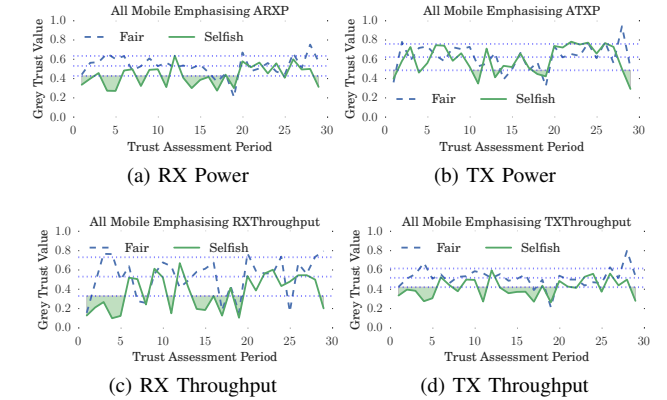 All Mobile Emphasising ARXP
Grey Trust Value
1.0
0.8
0.6
0.4
0.2
0.0
Fair
Selfish
0 5 10 15 20 25 30
Trust Assessment Period
(a) RX Power
All Mobile Emphasising ATXP
Grey Trust Value
1.0
0.8
0.6
0.4
0.2
0.0
Fair
Selfish
0 5 10 15 20 25 30
Trust Assessment Period
(b) TX Power
All Mobile Emphasising RXThroughput
Grey Trust Value
1.0
0.8
0.6
0.4
0.2
0.0
Fair
Selfish
0 5 10 15 20 25 30
Trust Assessment Period
(c) RX Throughput
All Mobile Emphasising TXThroughput
Grey Trust Value
1.0
0.8
0.6
0.4
0.2
0.0
Fair
Selfish
0 5 10 15 20 25 30
Trust Assessment Period
(d) TX Throughput